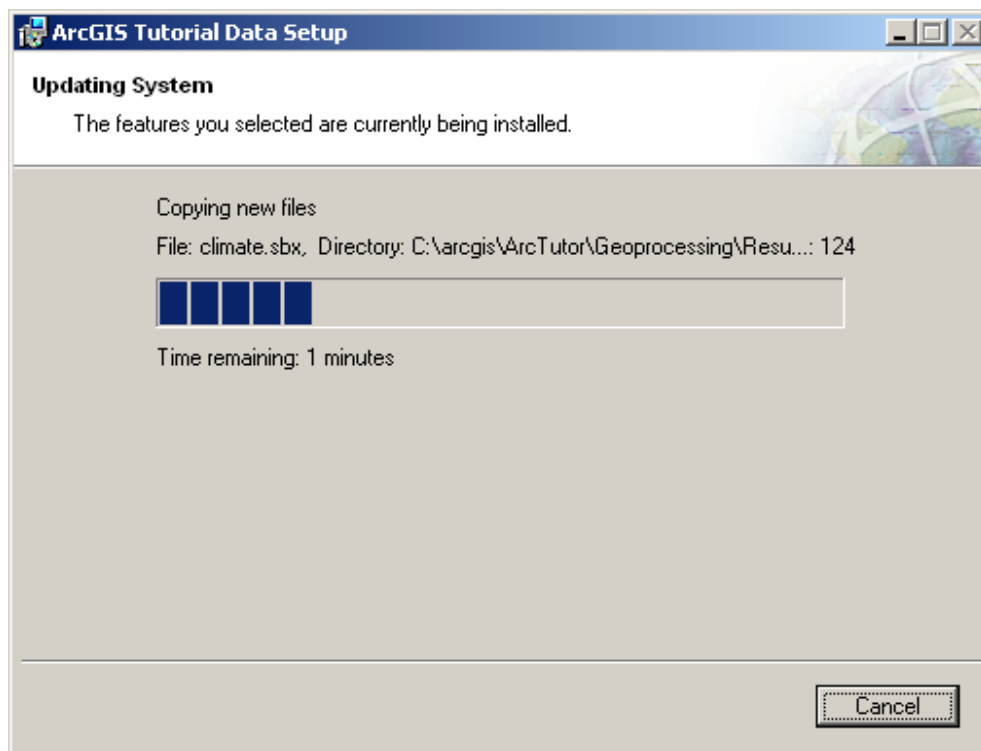 ArcGIS Tutorial Data Setup
Updating System
The features you selected are currently being installed.
Copying new files
File: climate.sbx, Directory: C:\arcgis\ArcTutor\Geoprocessing\Resu...: 124
Time remaining: 1 minutes
Cancel